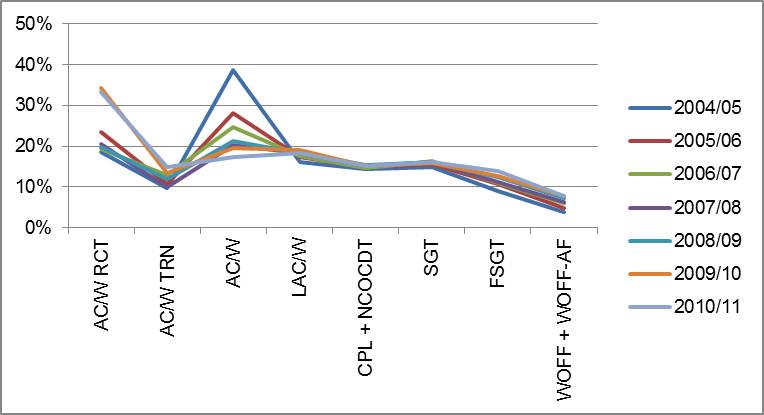 50%
40%
30%
20%
10%
0%
AC/W RCT
AC/W TRN
AC/W
LAC/W
CPL + NCOCDT
SGT
FSGT
WOFF + WOFF-AF
2004/05
2005/06
2006/07
2007/08
2008/09
2009/10
2010/11